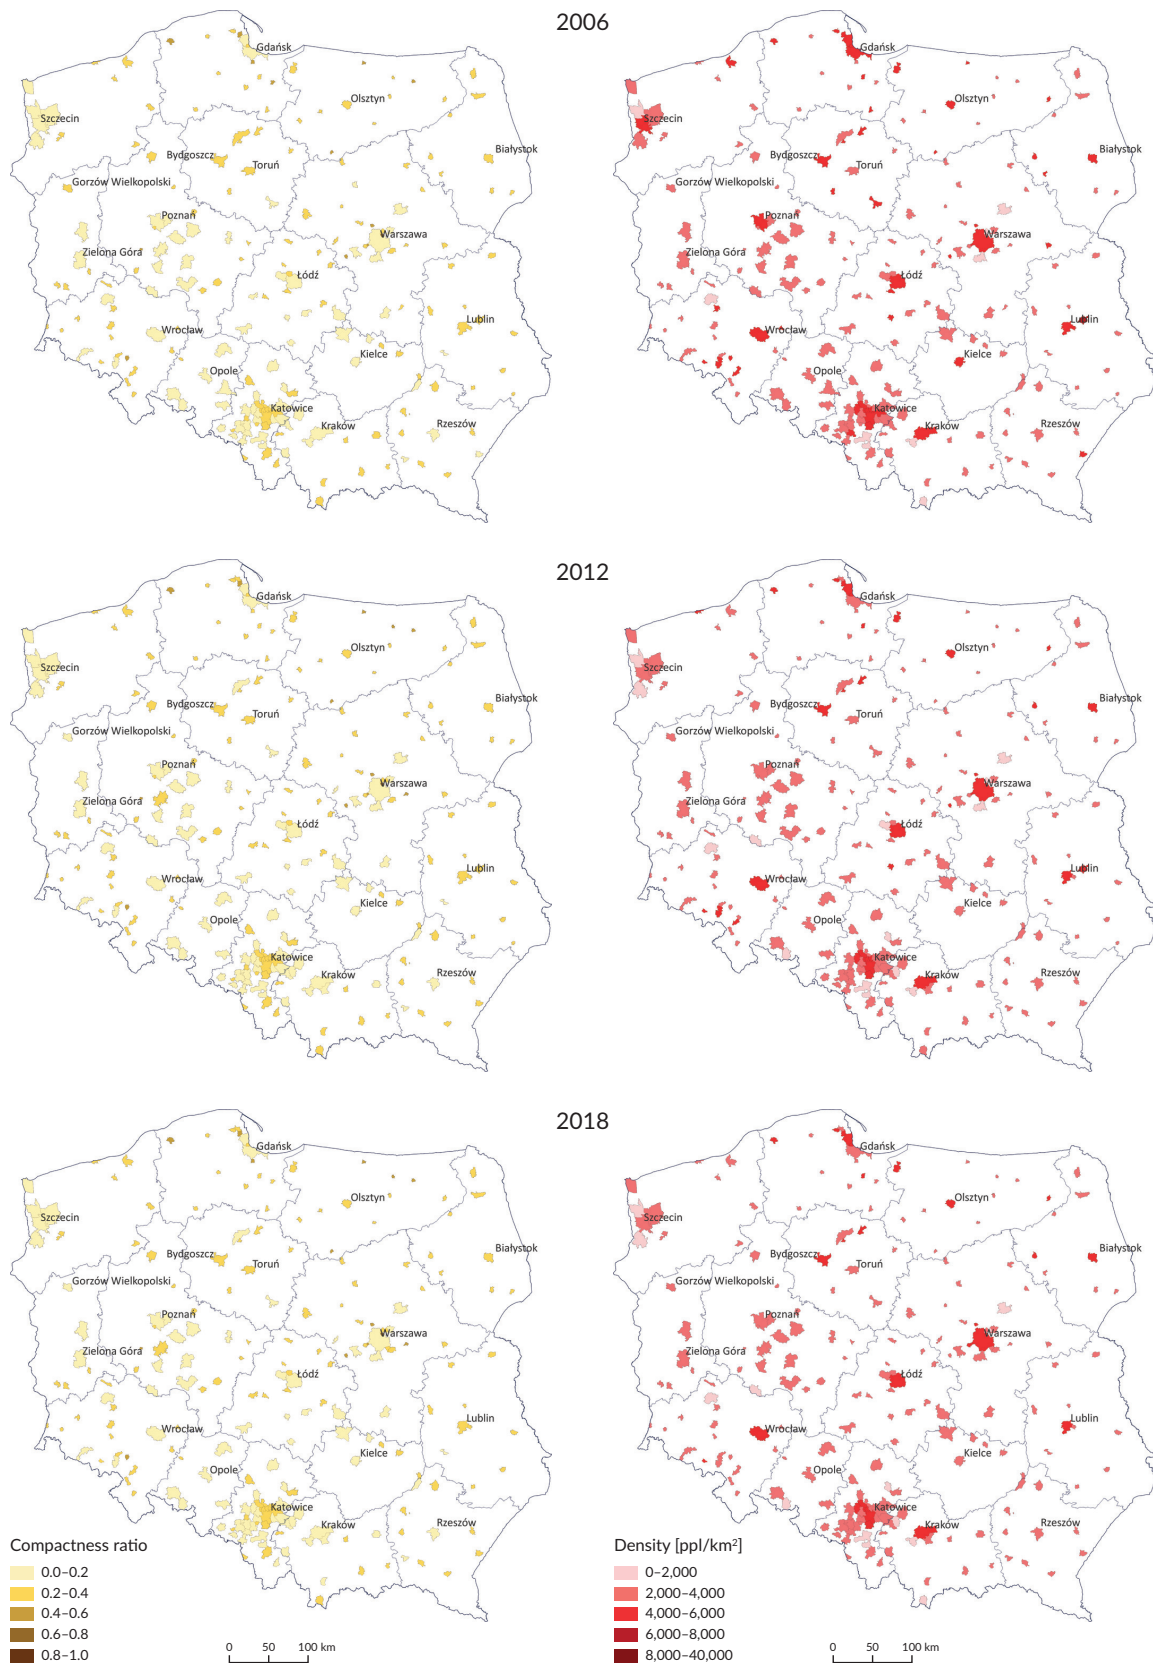 2006
Gdańsk
Olsztyn
Szczecin
Białystok
Bydgoszcz
Toruń
Gorzów Wielkopolski
Poznań
Warszawa
Zielona Góra
Łódź
Lublin
Wrocław
Kielce
Opole
Katowice
Kraków
Rzeszów
Gdańsk
Olsztyn
Szczecin
Białystok
Bydgoszcz
Toruń
Gorzów Wielkopolski
Poznań
Warszawa
Zielona Góra
Łódź
Lublin
Wrocław
Kielce
Opole
Katowice
Kraków
Rzeszów
2012
Gdańsk
Olsztyn
Szczecin
Białystok
Bydgoszcz
Toruń
Gorzów Wielkopolski
Poznań
Warszawa
Zielona Góra
Łódź
Lublin
Wrocław
Kielce
Opole
Katowice
Kraków
Rzeszów
Gdańsk
Olsztyn
Szczecin
Białystok
Bydgoszcz
Toruń
Gorzów Wielkopolski
Poznań
Warszawa
Zielona Góra
Łódź
Lublin
Wrocław
Kielce
Opole
Katowice
Kraków
Rzeszów
2018
Gdańsk
Olsztyn
Szczecin
Białystok
Bydgoszcz
Toruń
Gorzów Wielkopolski
Poznań
Warszawa
Zielona Góra
Łódź
Lublin
Wrocław
Kielce
Opole
Katowice
Kraków
Rzeszów
Compactness ratio
0.0–0.2
0.2–0.4
0.4–0.6
0.6–0.8
0.8–1.0
0 50 100 km
Gdańsk
Olsztyn
Szczecin
Białystok
Bydgoszcz
Toruń
Gorzów Wielkopolski
Poznań
Warszawa
Zielona Góra
Łódź
Lublin
Wrocław
Kielce
Opole
Katowice
Kraków
Rzeszów
Density [ppl/km²]
0–2,000
2,000–4,000
4,000–6,000
6,000–8,000
8,000–40,000
0 50 100 km